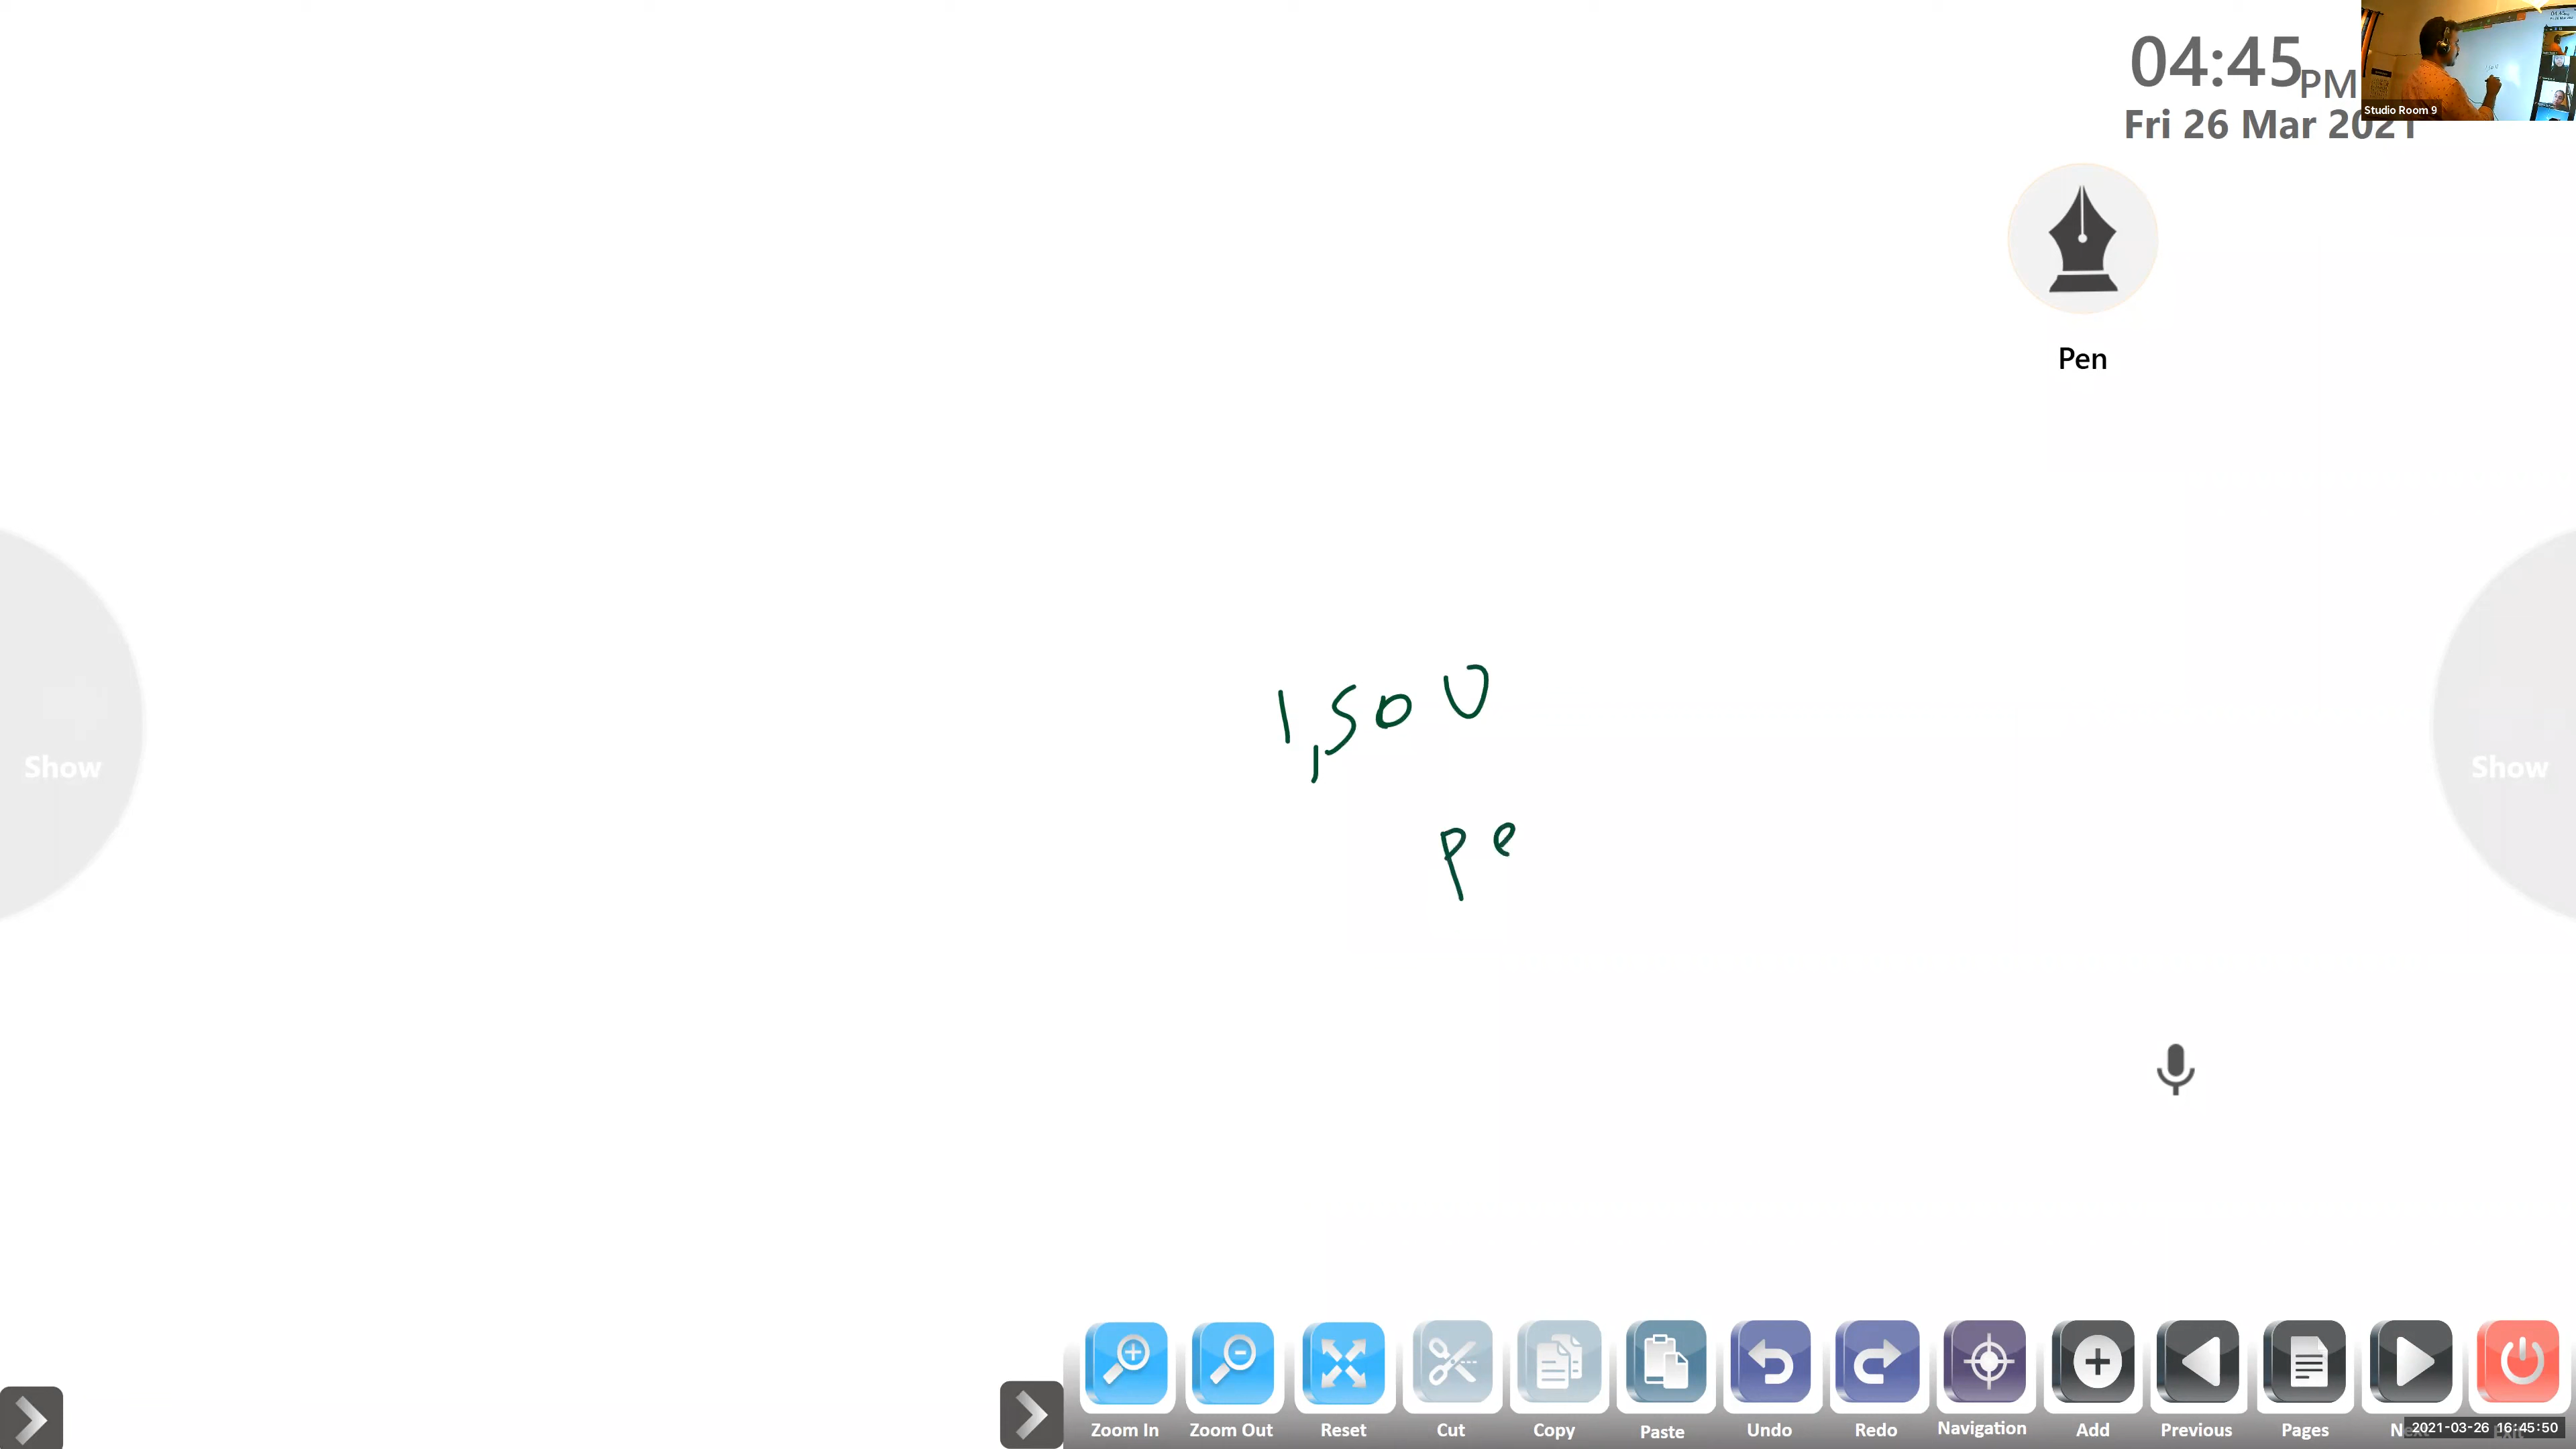 04:45PM
Studio Room 9
Fri 26 Mar 2021
Pen
Show
Show
1,500
pe
Zoom In Zoom Out Reset Cut Copy Paste Undo Redo Navigation Add Previous Pages
2021-03-26 16:45:50